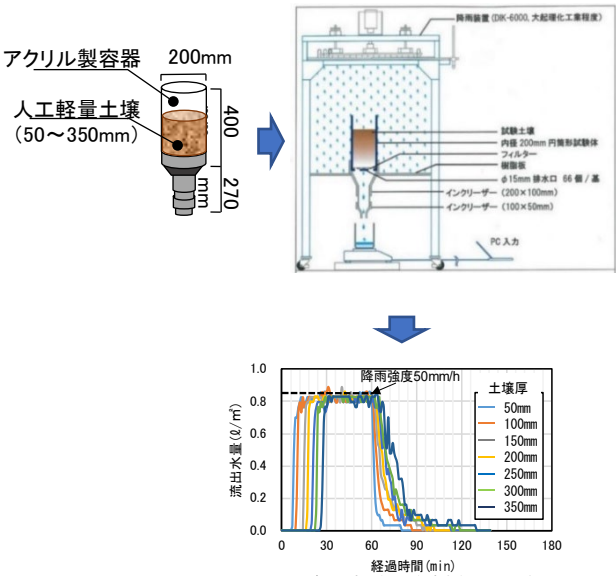 200mm
アクリル製容器
人工軽量土壌
(50～350mm)
400
270
mm
降雨装置(DIK-6000、大起理化工業程度)
試験土壌
内径 200mm 円筒形試験体
フィルター
樹脂板
φ15mm 排水口 66 個/基
インクリーザー (200×100mm)
インクリーザー (100×50mm)
PC 入力
降雨強度50mm/h
流出水量(ℓ/㎡)
1.0
0.8
0.6
0.4
0.2
0.0
土壌厚
50mm
100mm
150mm
200mm
250mm
300mm
350mm
0 30 60 90 120 150 180
経過時間(min)